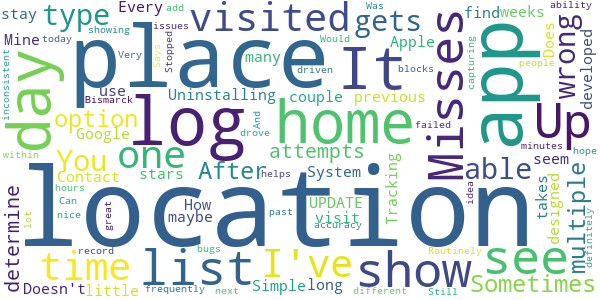 stay
type
visited
gets
Was
ability
add
Every
showing
issues
find
weeks
Mine
today
Stopped
Very
Says
place
It
Would
Apple
driven
many
capturing
Does
people
Misses
app
wrong
developed
inconsistent
day
use
Uninstalling
couple
previous
blocks
Bismarck
option
Google
log
home
And
drove
failed
Up
minutes
hope
within
You
one
attempts
seem
able
Contact
After
stars
System
Tracking
takes
designed
multiple
definitely
hours
Can
nice
determine
location
How
maybe
helps
UPDATE
visit
past
accuracy
idea
see
lot
great
record
time
list
I've
show
Routinely
bugs
Sometimes
Doesn't
little
frequently
next
Simple
long
different
Still